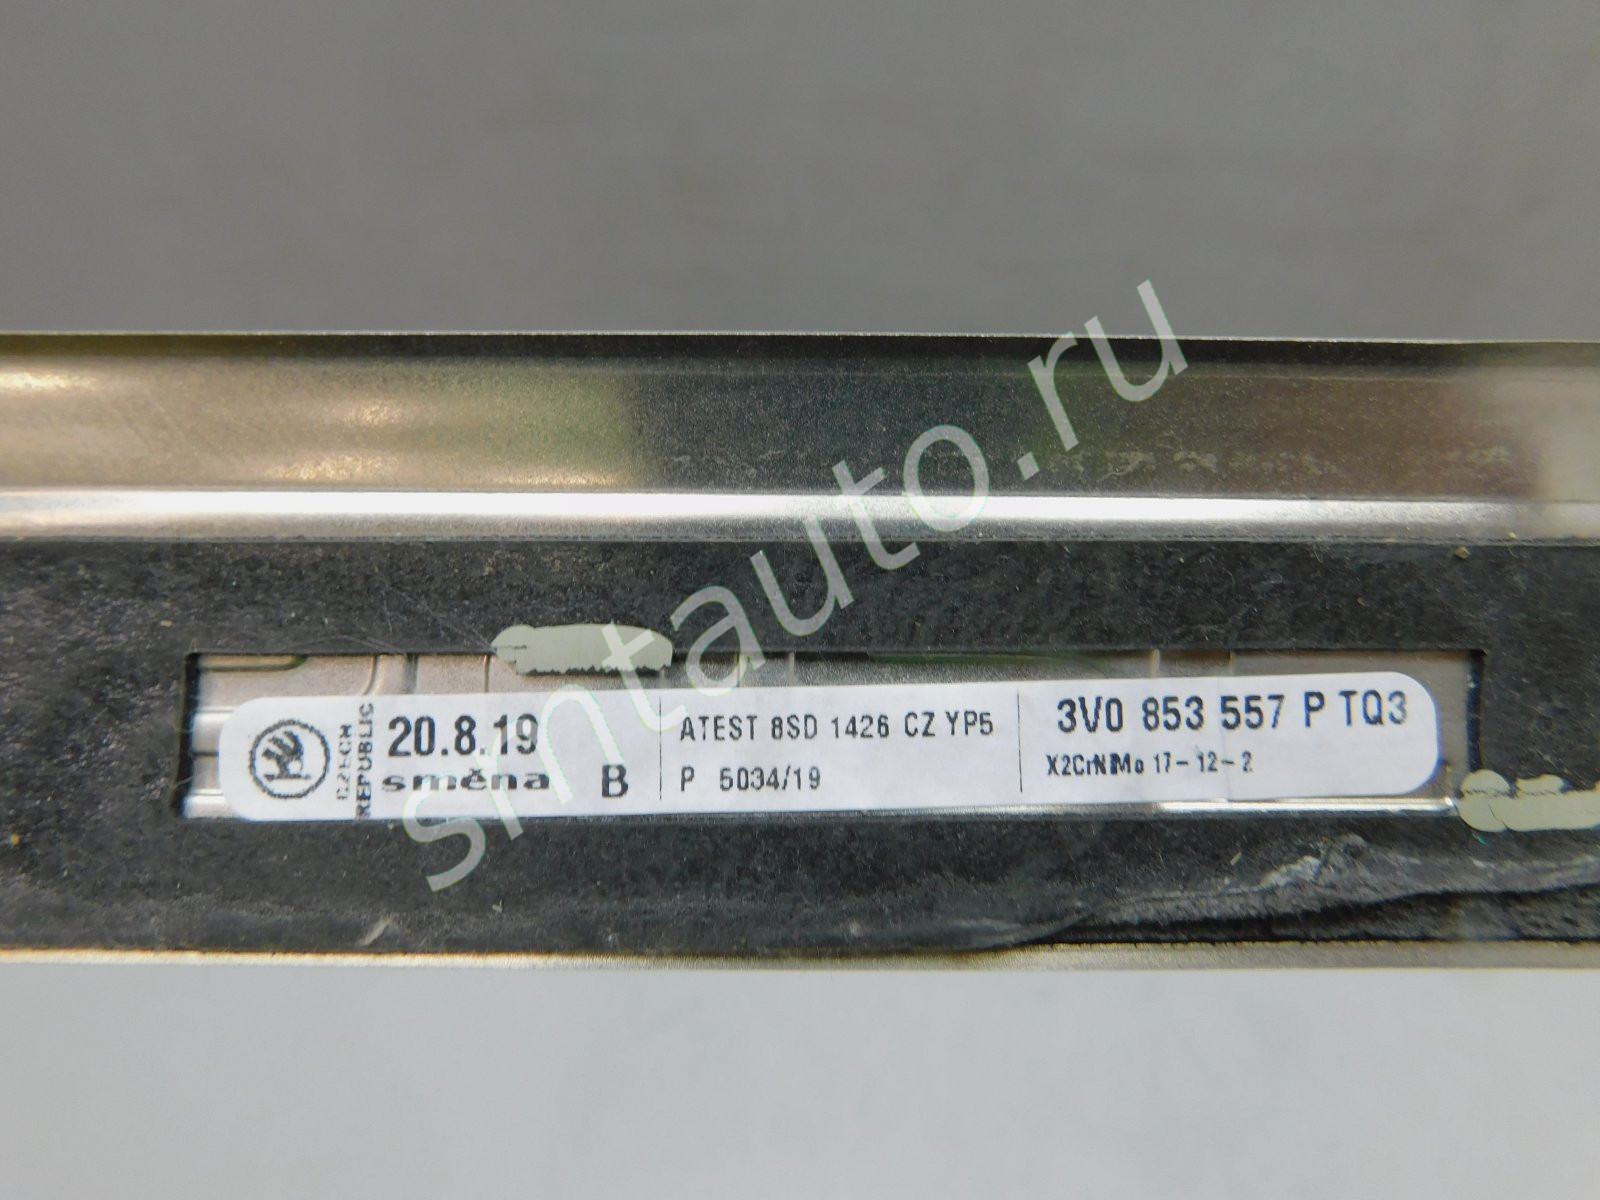 CZECH
REPUBLIC
20.8.19
směna B
ATEST 8SD 1426 CZ YP5
P 5034/19
3V0 853 557 P TQ3
X2CrNiMo 17-12-2
srntauto.ru